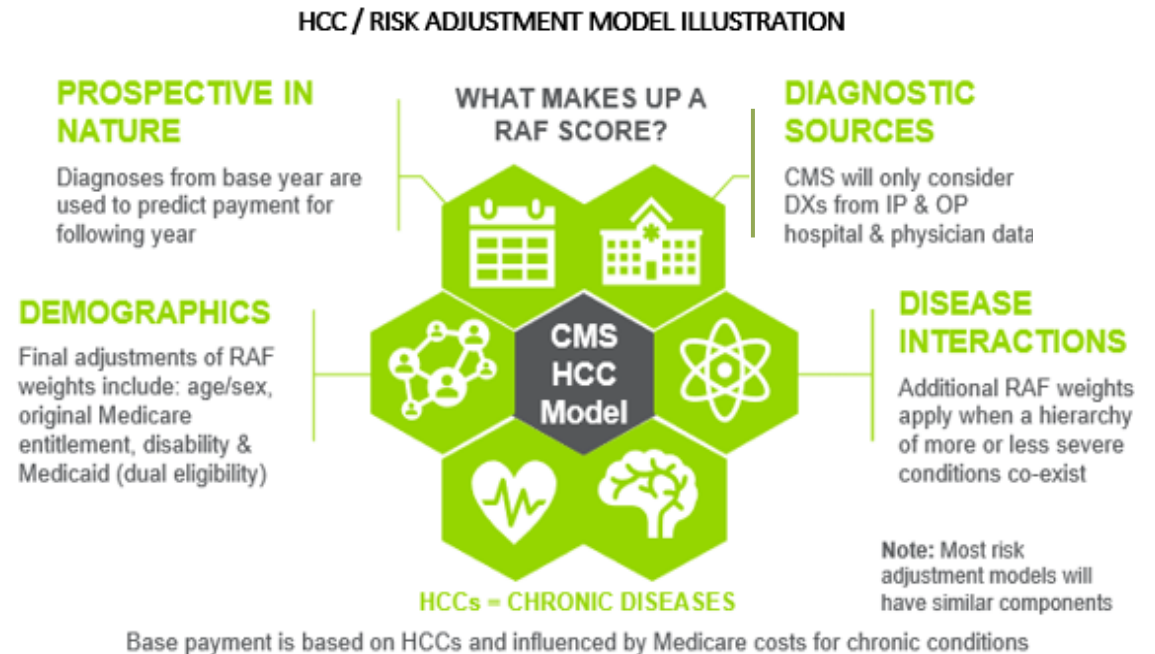 HCC / RISK ADJUSTMENT MODEL ILLUSTRATION
PROSPECTIVE IN
NATURE
Diagnoses from base year are
used to predict payment for
following year
WHAT MAKES UP A
RAF SCORE?
DIAGNOSTIC
SOURCES
CMS will only consider
DXs from IP & OP
hospital & physician data
DEMOGRAPHICS
Final adjustments of RAF
weights include: age/sex,
original Medicare
entitlement, disability &
Medicaid (dual eligibility)
CMS
HCC
Model
DISEASE
INTERACTIONS
Additional RAF weights
apply when a hierarchy
of more or less severe
conditions co-exist
Note: Most risk
adjustment models will
have similar components
HCCs = CHRONIC DISEASES
Base payment is based on HCCs and influenced by Medicare costs for chronic conditions